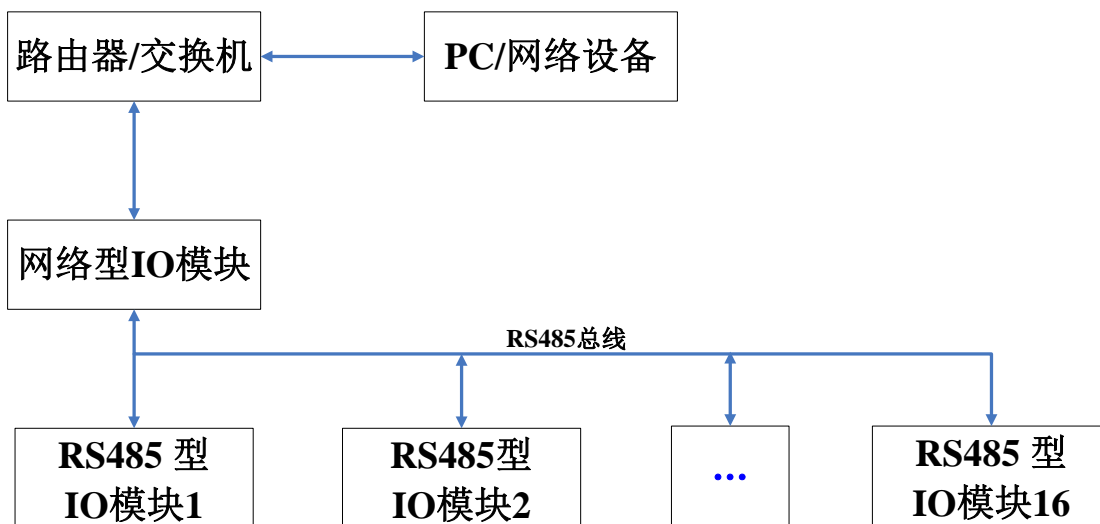 路由器/交换机
PC/网络设备
网络型IO模块
RS485总线
RS485 型
IO模块1
RS485型
IO模块2
...
RS485 型
IO模块16